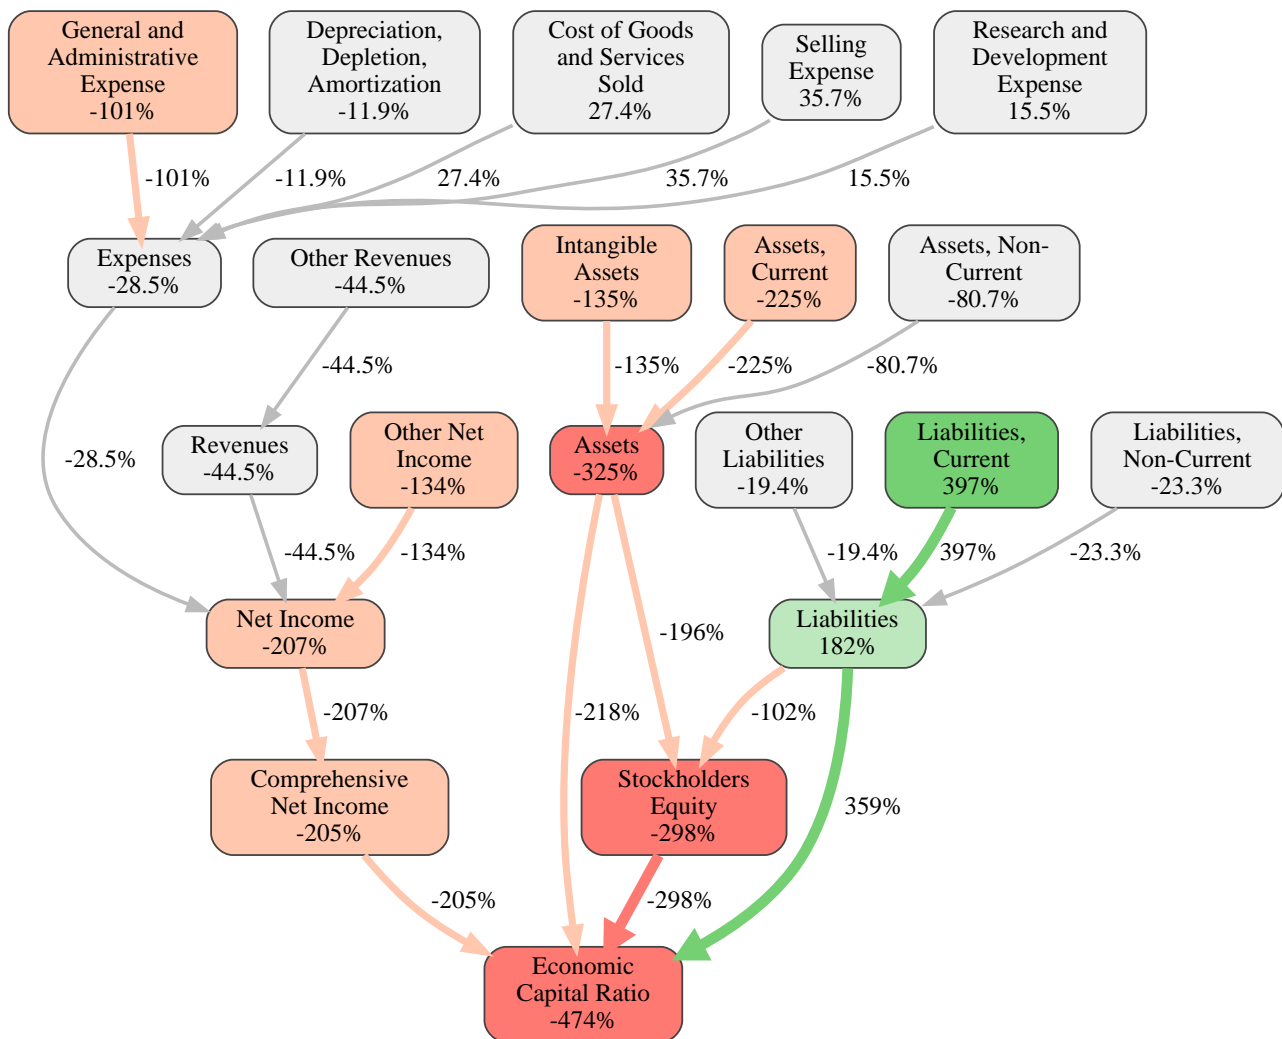 General and
Administrative
Expense
-101%
Depreciation,
Depletion,
Amortization
-11.9%
Cost of Goods
and Services
Sold
27.4%
Selling
Expense
35.7%
Research and
Development
Expense
15.5%
-101%
-11.9%
27.4%
35.7%
15.5%
Expenses
-28.5%
Other Revenues
-44.5%
Intangible
Assets
-135%
Assets,
Current
-225%
Assets, Non-
Current
-80.7%
-44.5%
-135%
-225%
-80.7%
-28.5%
Revenues
-44.5%
Other Net
Income
-134%
Assets
-325%
Other
Liabilities
-19.4%
Liabilities,
Current
397%
Liabilities,
Non-Current
-23.3%
-44.5%
-134%
-19.4%
397%
-23.3%
Net Income
-207%
-196%
Liabilities
182%
-207%
-218%
-102%
Comprehensive
Net Income
-205%
Stockholders
Equity
-298%
359%
-205%
-298%
Economic
Capital Ratio
-474%